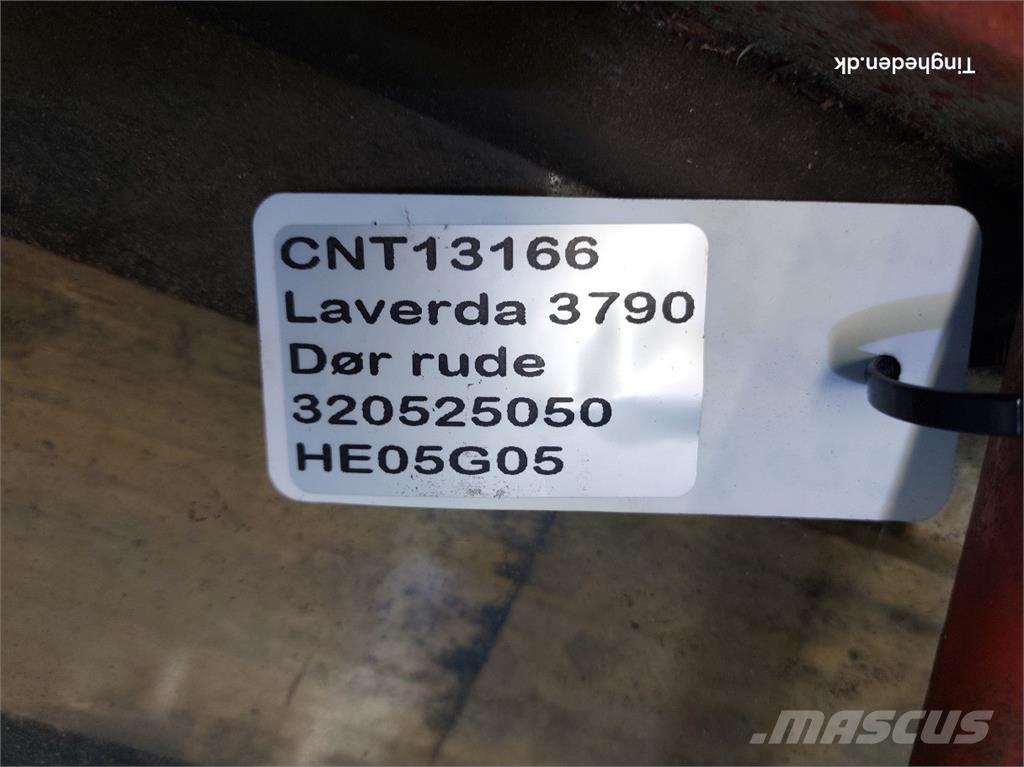 Tingheden.dk
CNT13166
Laverda 3790
Dør rude
320525050
HE05G05
MASCUS